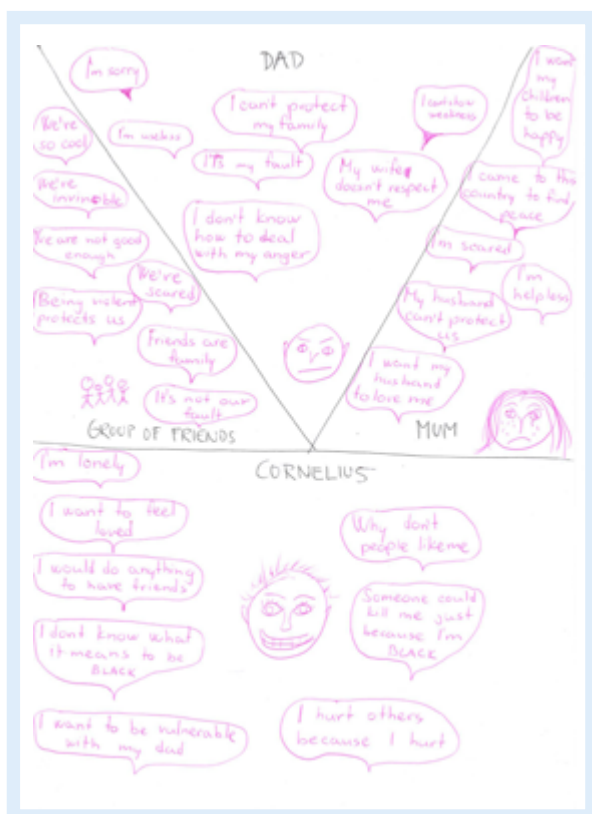 DAD
I'm sorry
I'm useless
I can't protect
my family
ITS my fault
I can't show
weakness
My wife
doesn't respect
me
I don't know
how to deal
with my anger
We're
so cool
We're
invincible
We are not good
enough
We're
scared
Being violent
protects us
Friends are
family
It's not our
fault
GROUP OF FRIENDS
I want
my
children
to be
happy
I came to this
country to find
peace
I'm scared
I'm
helpless
My husband
can't protect
us
I want my
husband
to love me
MUM
CORNELIUS
I'm lonely
I want to feel
loved
I would do anything
to have friends
I dont know what
it means to be
BLACK
I want to be vulnerable
with my dad
Why don't
people like me
Someone could
kill me just
because I'm
BLACK
I hurt others
because I hurt